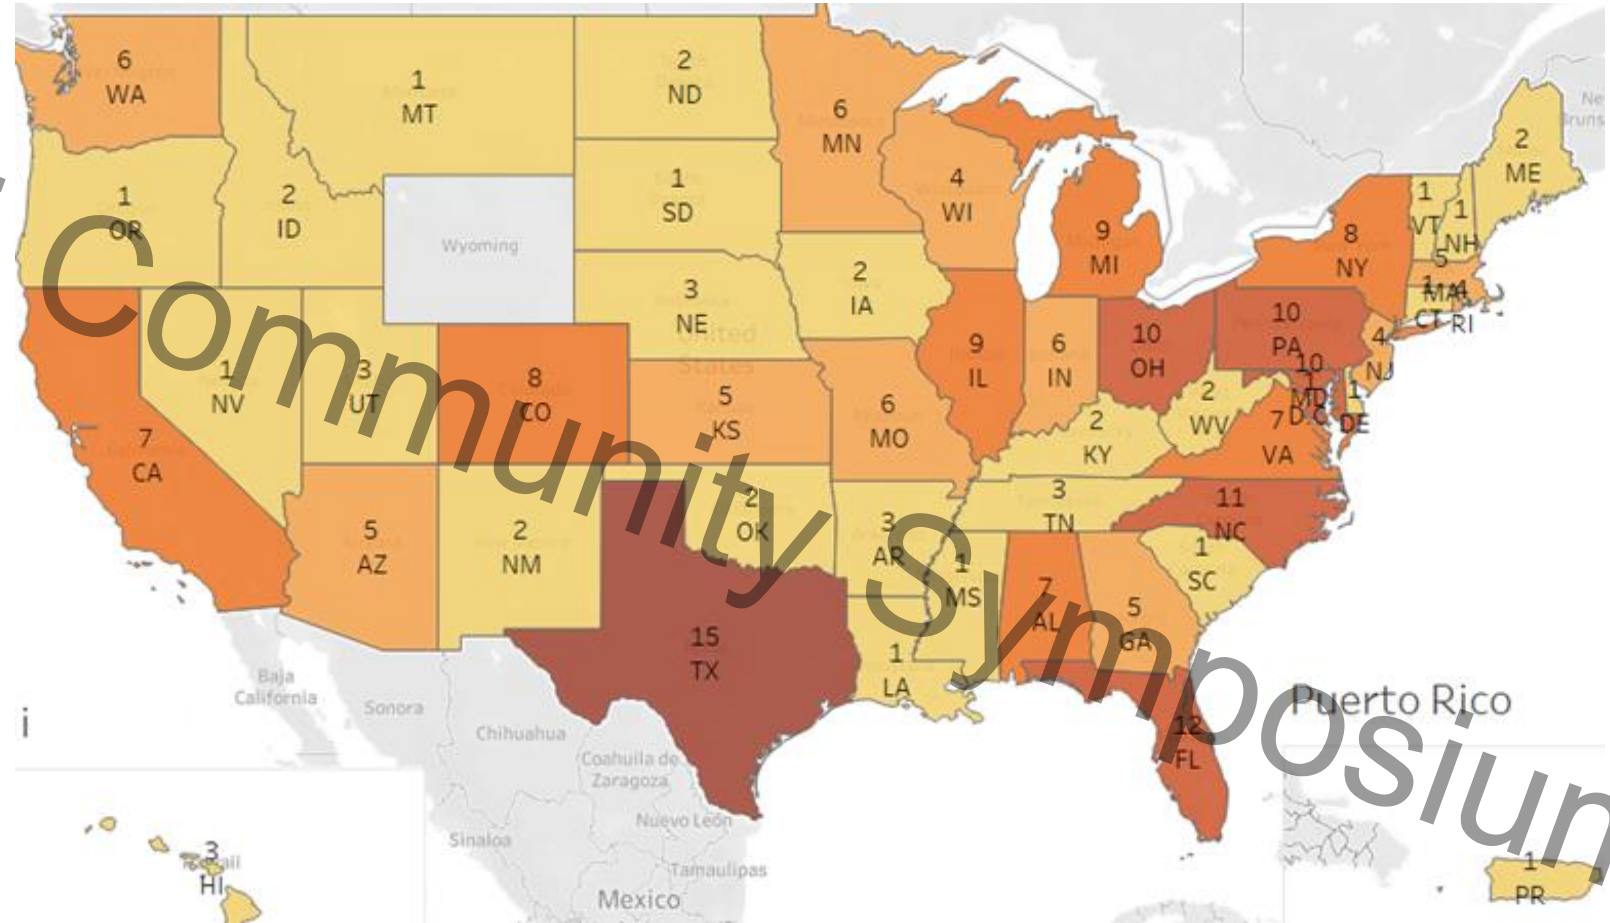 6
WA
1
MT
2
ND
6
MN
2
ME
1
OR
2
ID
Wyoming
1
SD
4
WI
9
MI
8
NY
1
VT
1
NH
5
MA
4
RI
1
CT
3
NE
United
States
2
IA
9
IL
6
IN
10
OH
10
PA
4
NJ
10
MD
1
D.C
1
DE
7
CA
1
NV
3
UT
8
CO
5
KS
6
MO
2
KY
2
WV
7
VA
5
AZ
2
NM
2
OK
3
AR
3
TN
11
NC
1
SC
15
TX
1
LA
1
MS
7
AL
5
GA
12
FL
Community Symposium
Baja
California
Sonora
Chihuahua
Coahuila de
Zaragoza
Nuevo León
Sinaloa
Tamaulipas
Mexico
i
3
HI
Puerto Rico
1
PR